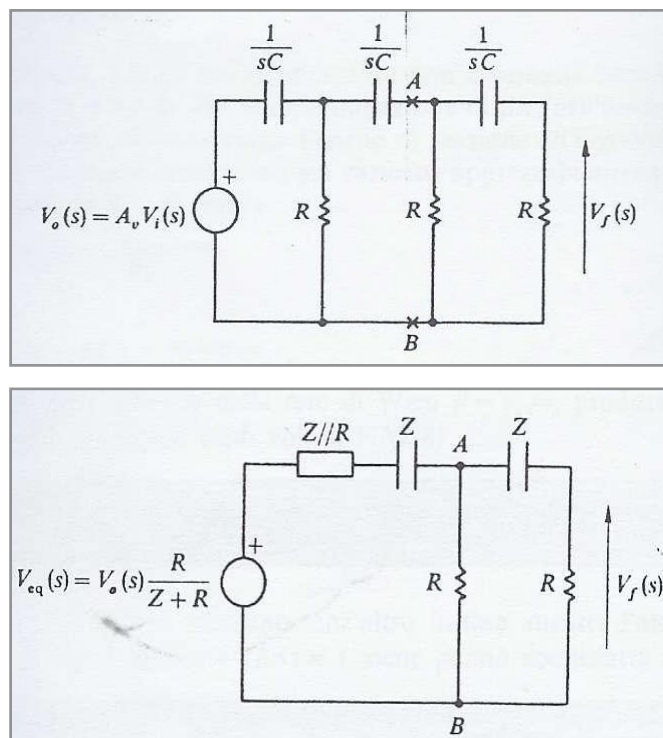 1/sC 1/sC 1/sC
A
+
V_o(s) = A_v V_i(s) R R R V_f(s)
B
Z//R Z A Z
+
V_eq(s) = V_o(s) R/(Z + R) R R V_f(s)
B